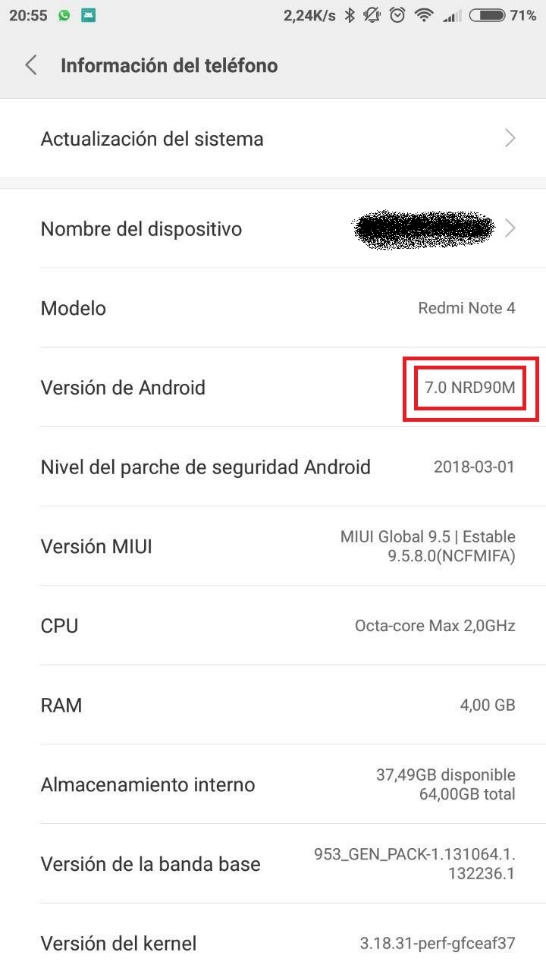 20:55 2,24K/s 71%
Información del teléfono
Actualización del sistema
Nombre del dispositivo
Modelo Redmi Note 4
Versión de Android 7.0 NRD90M
Nivel del parche de seguridad Android 2018-03-01
Versión MIUI MIUI Global 9.5 | Estable
9.5.8.0(NCFMIFA)
CPU Octa-core Max 2,0GHz
RAM 4,00 GB
Almacenamiento interno 37,49GB disponible
64,00GB total
Versión de la banda base 953_GEN_PACK-1.131064.1.
132236.1
Versión del kernel 3.18.31-perf-gfceaf37